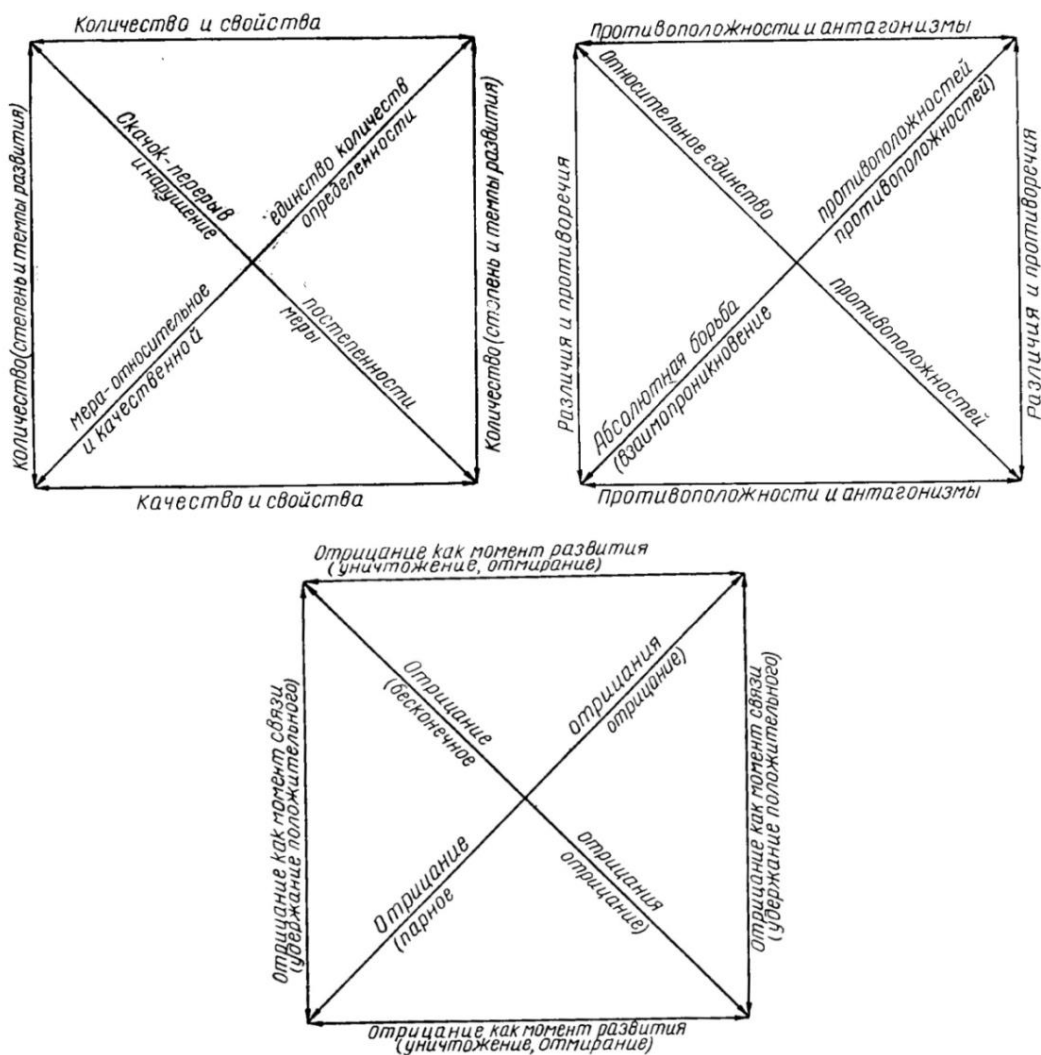 Количество и свойства
Количество (степень и темпы развития)
Скачок-перерыв постепенности
и нарушение меры
мера-относительное единство количеств
и качественной определенности
Количество (степень и темпы развития)
Качество и свойства
Противоположности и антагонизмы
Различия и противоречия
Относительное единство противоположностей
Абсолютная борьба противоположностей
(взаимопроникновение противоположностей)
Различия и противоречия
Противоположности и антагонизмы
Отрицание как момент развития
(уничтожение, отмирание)
Отрицание как момент связи
(удержание положительного)
Отрицание отрицания
(бесконечное отрицание)
Отрицание отрицания
(парное отрицание)
Отрицание как момент связи
(удержание положительного)
Отрицание как момент развития
(уничтожение, отмирание)